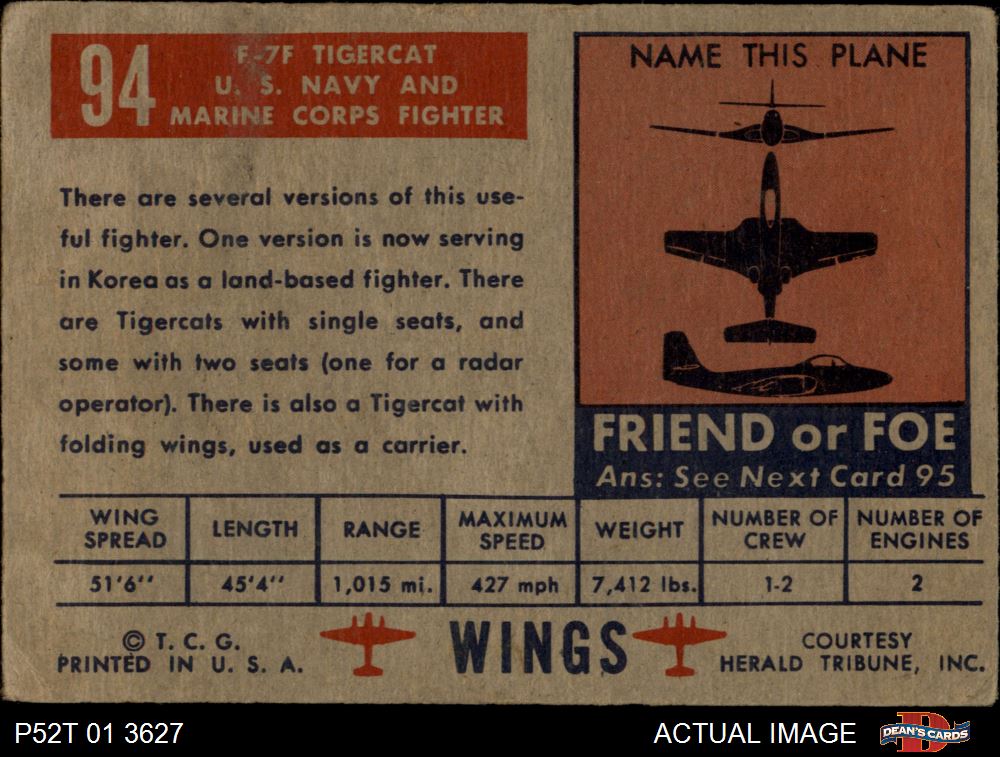 94
F-7F TIGERCAT
U. S. NAVY AND
MARINE CORPS FIGHTER
There are several versions of this use-
ful fighter. One version is now serving
in Korea as a land-based fighter. There
are Tigercats with single seats, and
some with two seats (one for a radar
operator). There is also a Tigercat with
folding wings, used as a carrier.
NAME THIS PLANE
FRIEND or FOE
Ans: See Next Card 95
WING SPREAD
LENGTH
RANGE
MAXIMUM SPEED
WEIGHT
NUMBER OF CREW
NUMBER OF ENGINES
51'6"
45'4"
1,015 mi.
427 mph
7,412 lbs.
1-2
2
© T. C. G.
PRINTED IN U. S. A.
WINGS
COURTESY
HERALD TRIBUNE, INC.
P52T 01 3627
ACTUAL IMAGE
D
DEAN'S CARDS